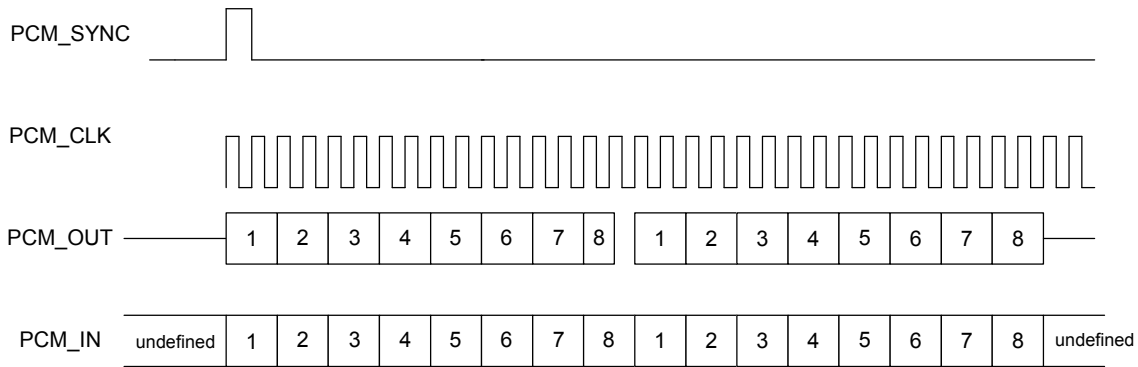 PCM_SYNC
PCM_CLK
PCM_OUT 1 2 3 4 5 6 7 8 1 2 3 4 5 6 7 8
PCM_IN undefined 1 2 3 4 5 6 7 8 1 2 3 4 5 6 7 8 undefined